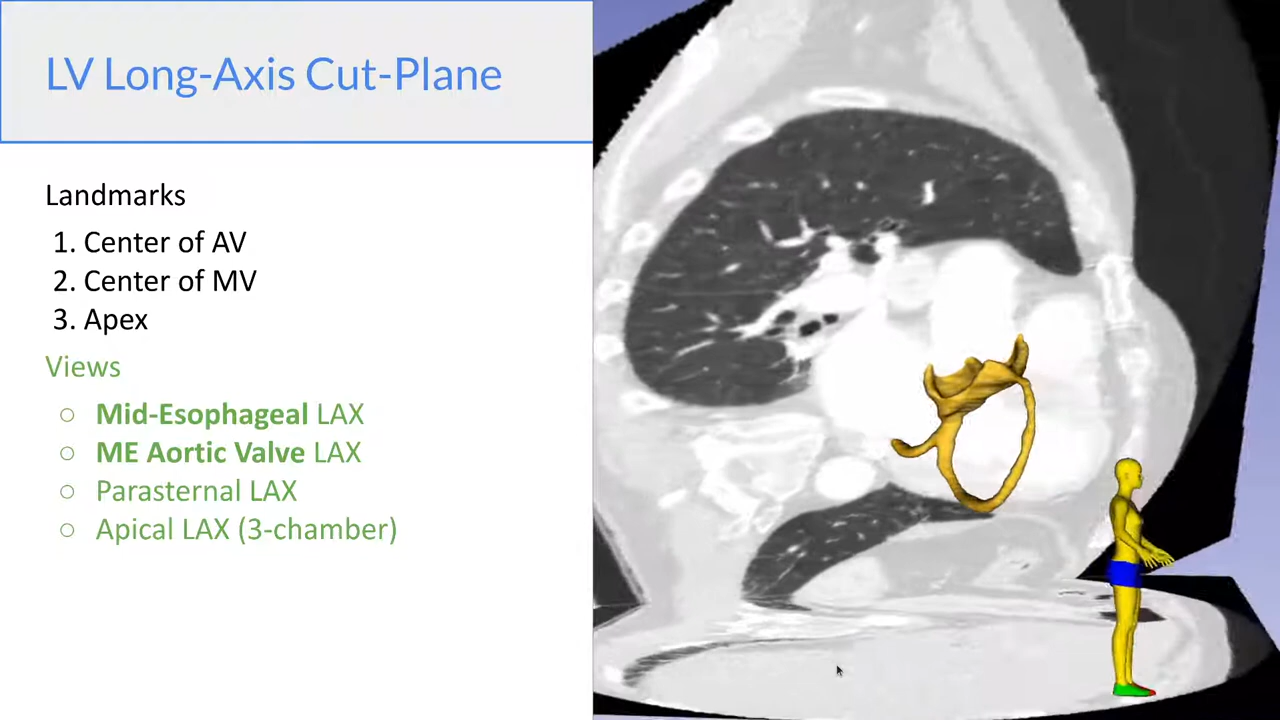 LV Long-Axis Cut-Plane
Landmarks
1. Center of AV
2. Center of MV
3. Apex
Views
○ Mid-Esophageal LAX
○ ME Aortic Valve LAX
○ Parasternal LAX
○ Apical LAX (3-chamber)